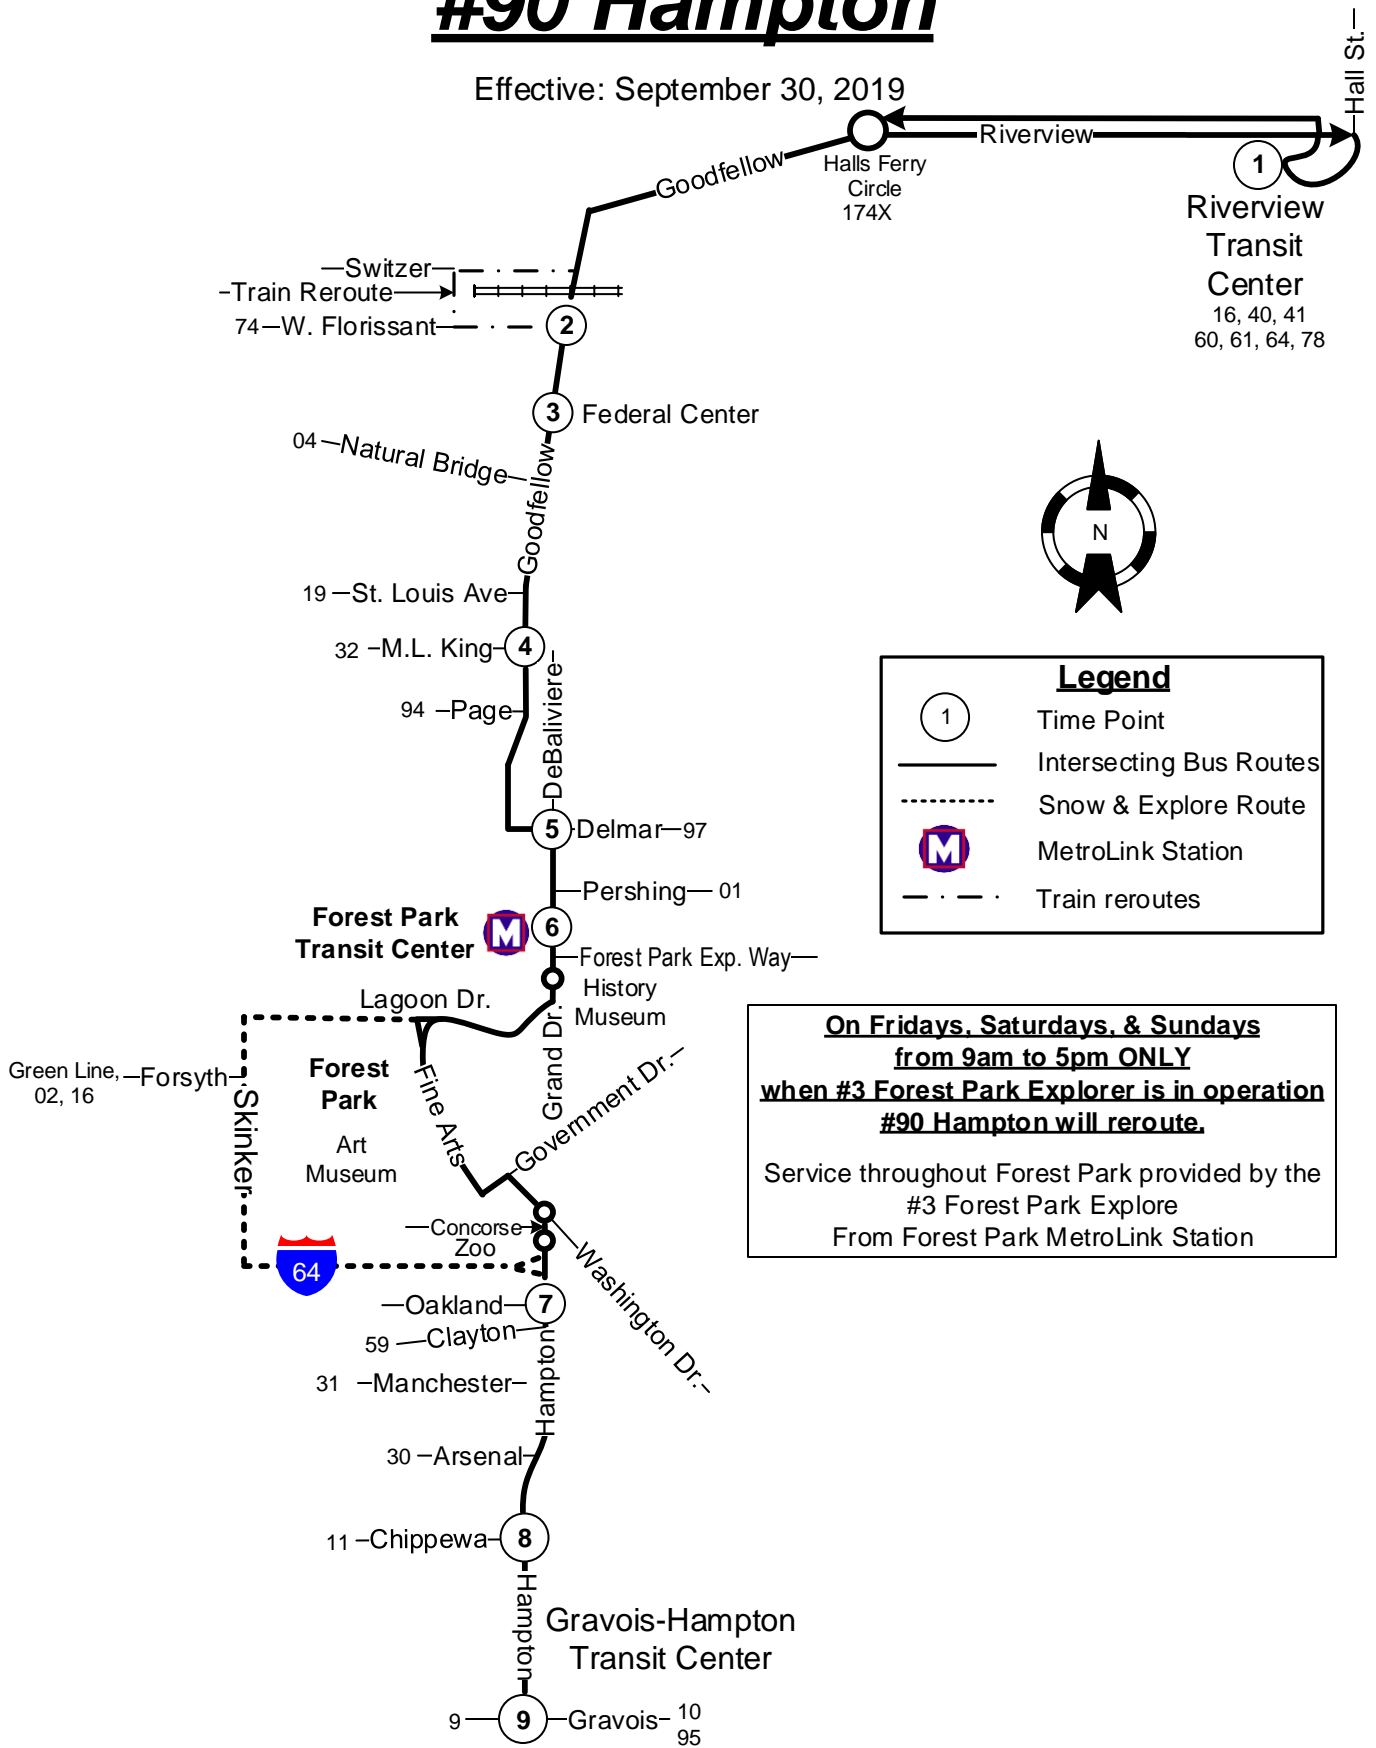 #90 Hampton
Effective: September 30, 2019
Hall St.
Riverview
Goodfellow
Halls Ferry
Circle
174X
1
Riverview
Transit
Center
16, 40, 41
60, 61, 64, 78
Switzer
Train Reroute
74 W. Florissant
2
3 Federal Center
04 Natural Bridge
Goodfellow
N
19 St. Louis Ave
32 M.L. King 4
94 Page
DeBaliviere
5 Delmar 97
Pershing 01
Legend
1 Time Point
Intersecting Bus Routes
Snow & Explore Route
M MetroLink Station
Train reroutes
Forest Park
Transit Center
M 6
Forest Park Exp. Way
History
Museum
Lagoon Dr.
Grand Dr.
Green Line,
02, 16
Forsyth
Skinker
Forest
Park
Art
Museum
Fine Arts
Government Dr.
On Fridays, Saturdays, & Sundays
from 9am to 5pm ONLY
when #3 Forest Park Explorer is in operation
#90 Hampton will reroute.
Service throughout Forest Park provided by the
#3 Forest Park Explore
From Forest Park MetroLink Station
Concorse
Zoo
Washington Dr.
64
Oakland 7
59 Clayton
31 Manchester
Hampton
30 Arsenal
11 Chippewa 8
Hampton
Gravois-Hampton
Transit Center
9 9 Gravois 10
95